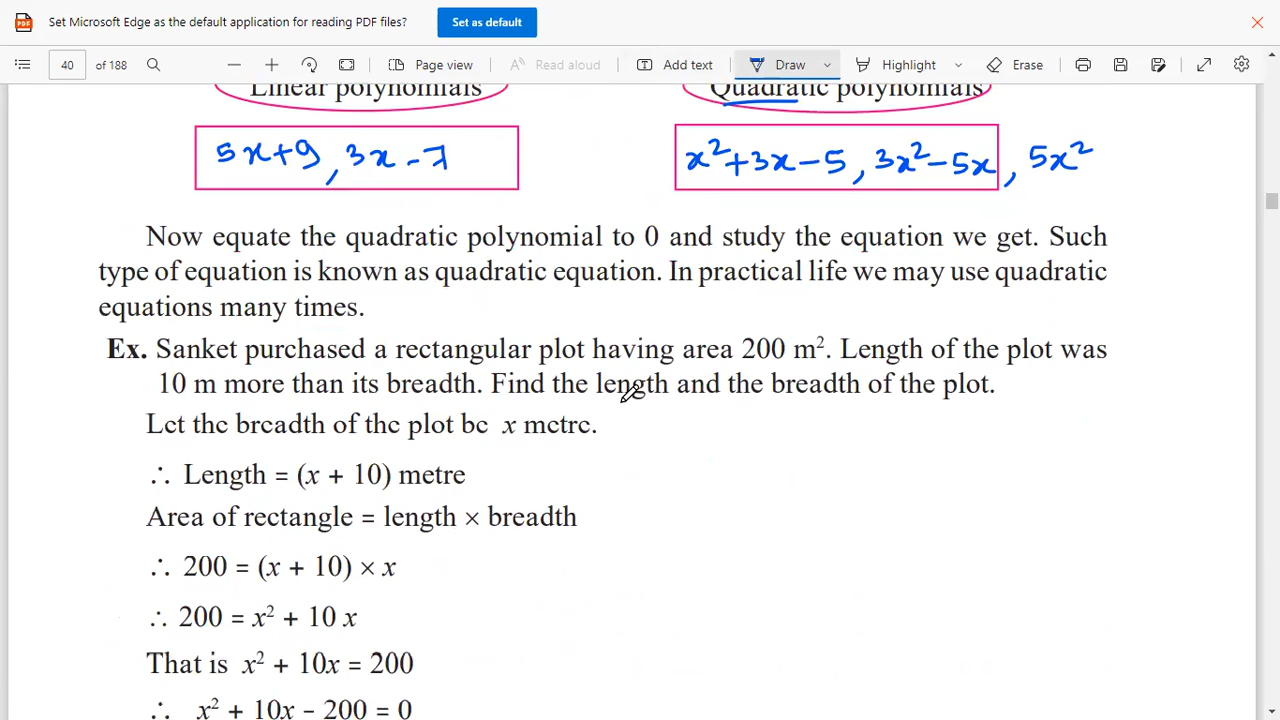 Set Microsoft Edge as the default application for reading PDF files? Set as default
40 of 188 Page view Read aloud Add text Draw Highlight Erase
Linear polynomials Quadratic polynomials
5x+9, 3x-7 x²+3x-5, 3x²-5x, 5x²
Now equate the quadratic polynomial to 0 and study the equation we get. Such
type of equation is known as quadratic equation. In practical life we may use quadratic
equations many times.
Ex. Sanket purchased a rectangular plot having area 200 m². Length of the plot was
10 m more than its breadth. Find the length and the breadth of the plot.
Let the breadth of the plot be x metre.
∴ Length = (x + 10) metre
Area of rectangle = length × breadth
∴ 200 = (x + 10) × x
∴ 200 = x² + 10 x
That is x² + 10x = 200
∴ x² + 10x – 200 = 0